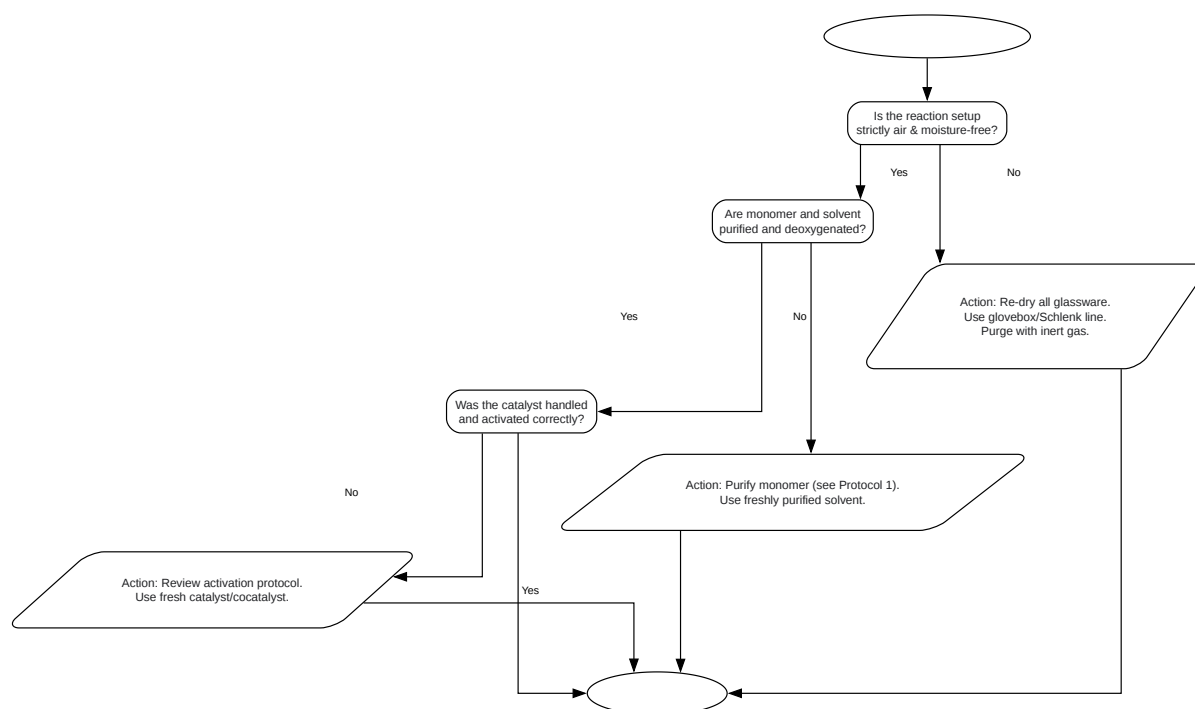 Is the reaction setup
strictly air & moisture-free?
Yes
No
Are monomer and solvent
purified and deoxygenated?
Action: Re-dry all glassware.
Use glovebox/Schlenk line.
Purge with inert gas.
Yes
No
Was the catalyst handled
and activated correctly?
Action: Purify monomer (see Protocol 1).
Use freshly purified solvent.
No
Action: Review activation protocol.
Use fresh catalyst/cocatalyst.
Yes